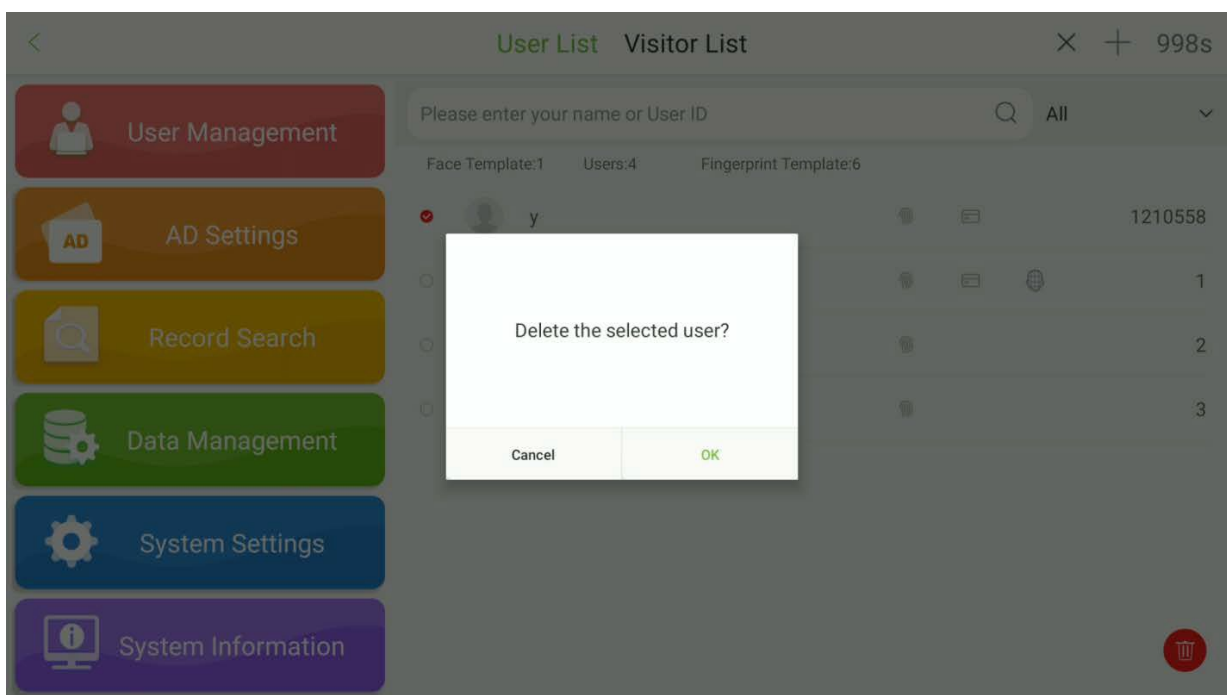 User List Visitor List 998s
User Management
AD AD Settings
Record Search
Data Management
System Settings
System Information
Please enter your name or User ID All
Face Template:1 Users:4 Fingerprint Template:6
y 1210558
1
2
3
Delete the selected user?
Cancel OK